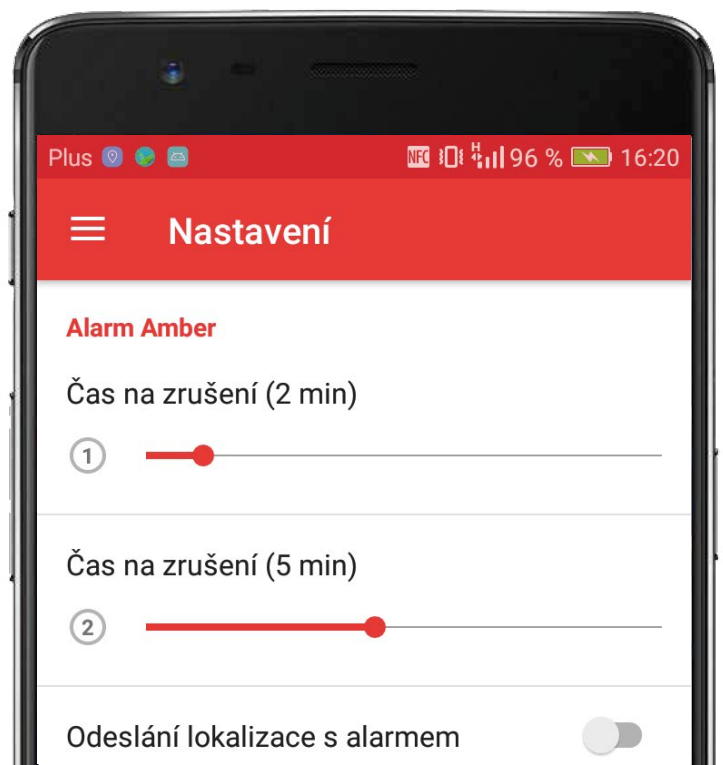 Plus NFC H 96 % 16:20
Nastavení
Alarm Amber
Čas na zrušení (2 min)
1
Čas na zrušení (5 min)
2
Odeslání lokalizace s alarmem